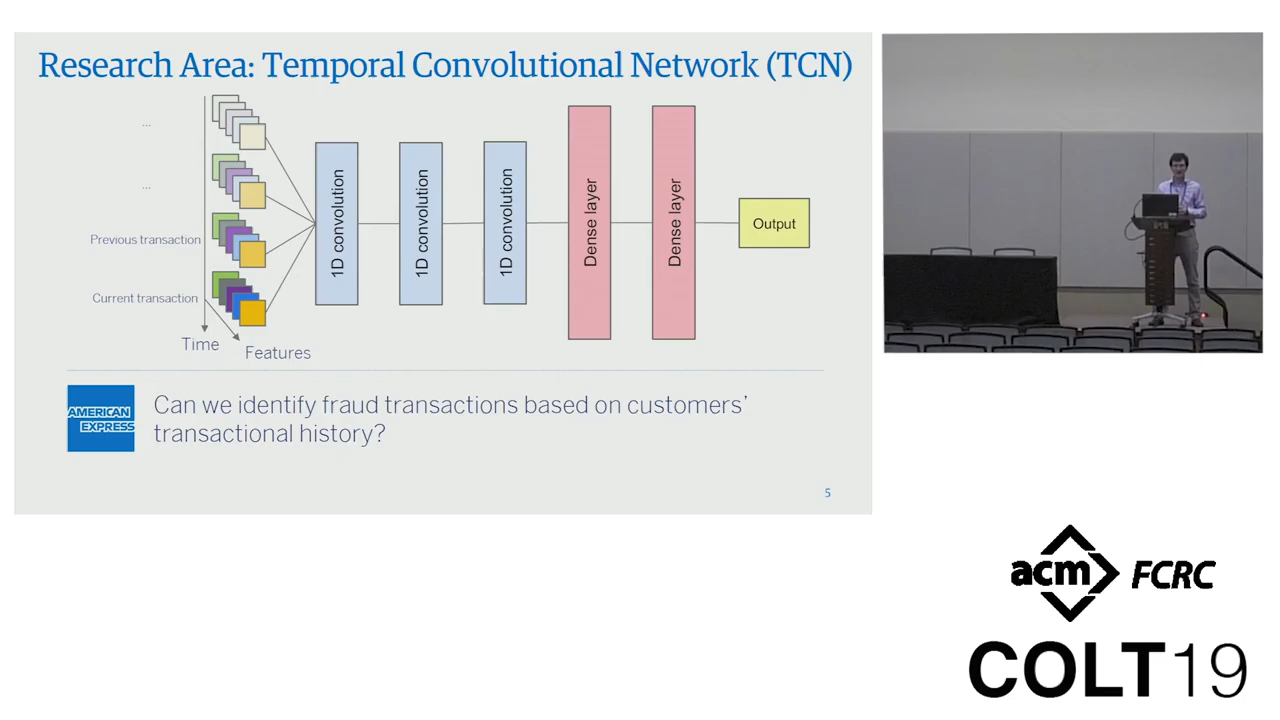 Research Area: Temporal Convolutional Network (TCN)
...
...
Previous transaction
Current transaction
Time
Features
1D convolution
1D convolution
1D convolution
Dense layer
Dense layer
Output
AMERICAN
EXPRESS
Can we identify fraud transactions based on customers’
transactional history?
5
acm FCRC
COLT19